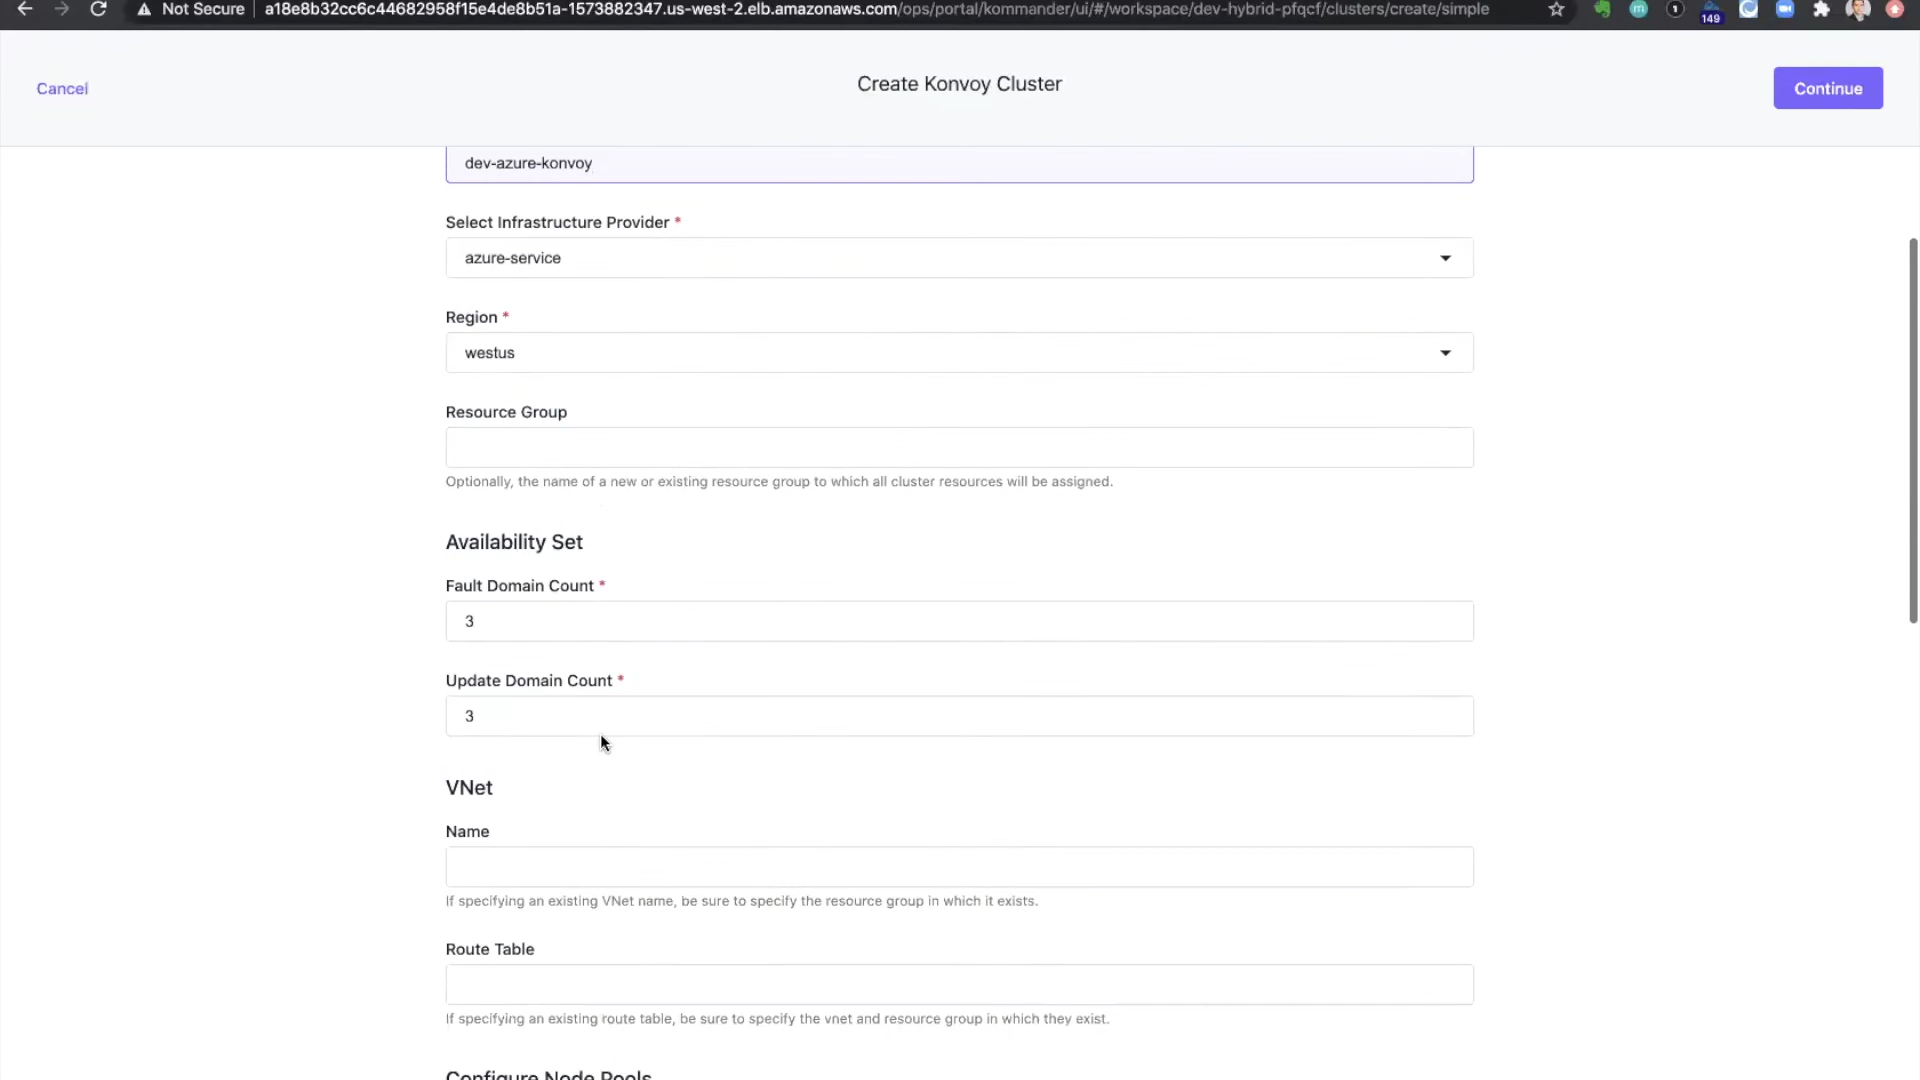 Not Secure
a18e8b32cc6c44682958f15e4de8b51a-1573882347.us-west-2.elb.amazonaws.com/ops/portal/kommander/ui/#/workspace/dev-hybrid-pfqcf/clusters/create/simple
149
Cancel
Create Konvoy Cluster
Continue
dev-azure-konvoy
Select Infrastructure Provider *
azure-service
Region *
westus
Resource Group
Optionally, the name of a new or existing resource group to which all cluster resources will be assigned.
Availability Set
Fault Domain Count *
3
Update Domain Count *
3
VNet
Name
If specifying an existing VNet name, be sure to specify the resource group in which it exists.
Route Table
If specifying an existing route table, be sure to specify the vnet and resource group in which they exist.
Configure Node Pools